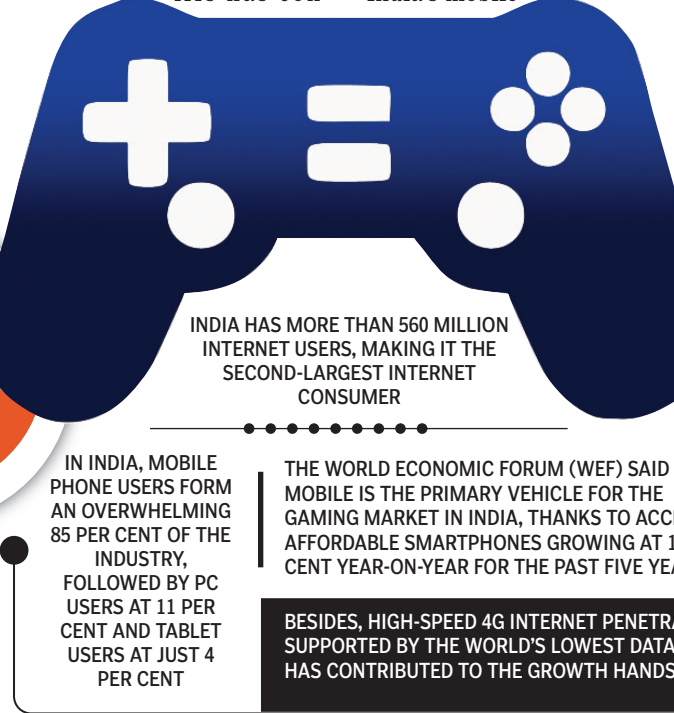 INDIA HAS MORE THAN 560 MILLION
INTERNET USERS, MAKING IT THE
SECOND-LARGEST INTERNET
CONSUMER
IN INDIA, MOBILE
PHONE USERS FORM
AN OVERWHELMING
85 PER CENT OF THE
INDUSTRY,
FOLLOWED BY PC
USERS AT 11 PER
CENT AND TABLET
USERS AT JUST 4
PER CENT
THE WORLD ECONOMIC FORUM (WEF) SAID
MOBILE IS THE PRIMARY VEHICLE FOR THE
GAMING MARKET IN INDIA, THANKS TO
AFFORDABLE SMARTPHONES GROWING AT
CENT YEAR-ON-YEAR FOR THE PAST FIVE
BESIDES, HIGH-SPEED 4G INTERNET
SUPPORTED BY THE WORLD'S LOWEST DATA
HAS CONTRIBUTED TO THE GROWTH